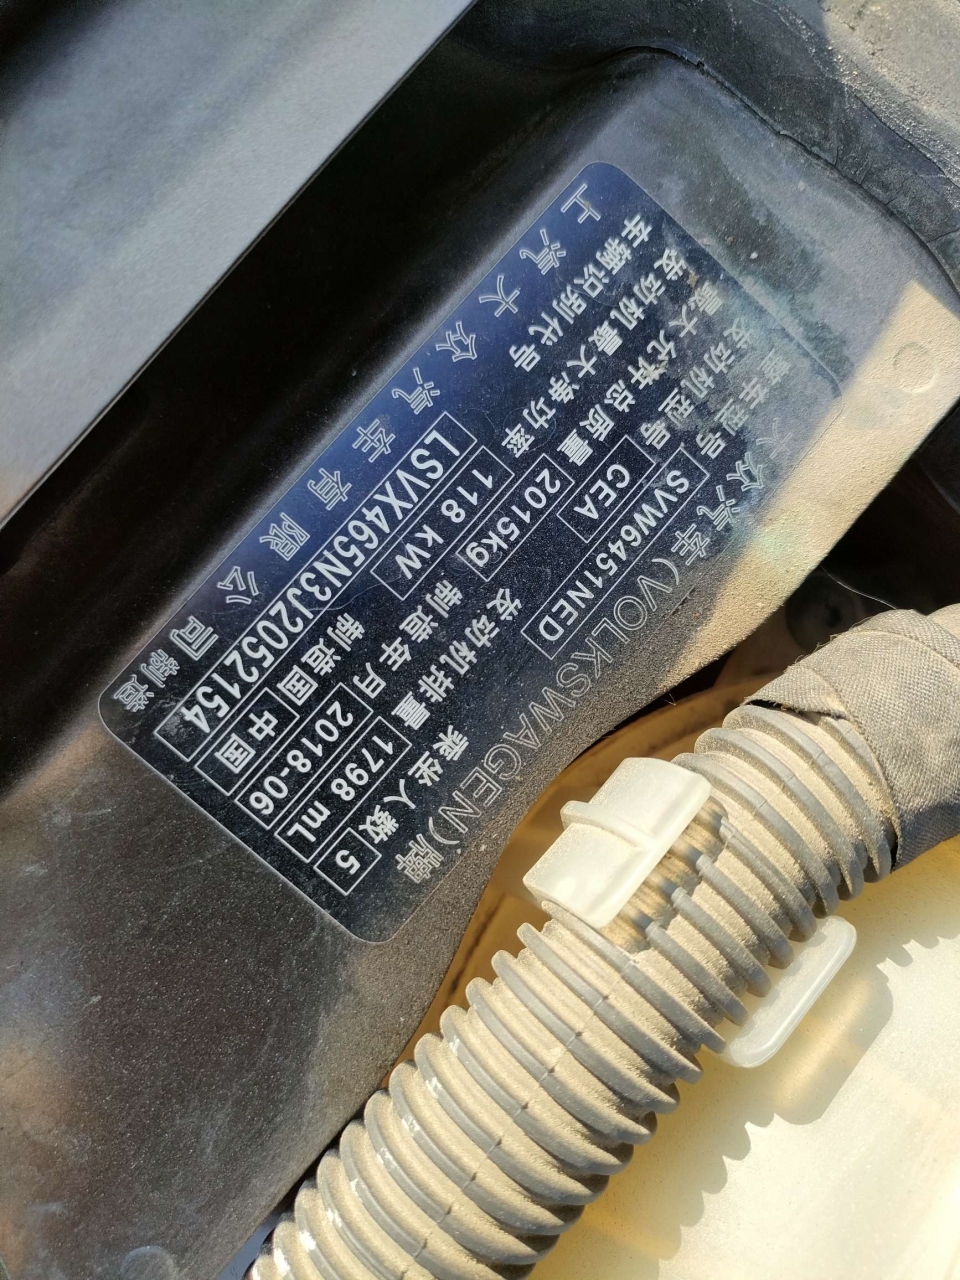 大众汽车(VOLKSWAGEN)牌
整车型号 SVW6451NED 乘坐人数 5
发动机型号 CEA 发动机排量 1798 mL
最大允许总质量 2015kg 制造年月 2018-06
发动机最大净功率 118 kW 制造国 中国
车辆识别代号 LSVX465N3J2052154
上汽大众汽车有限公司 制造